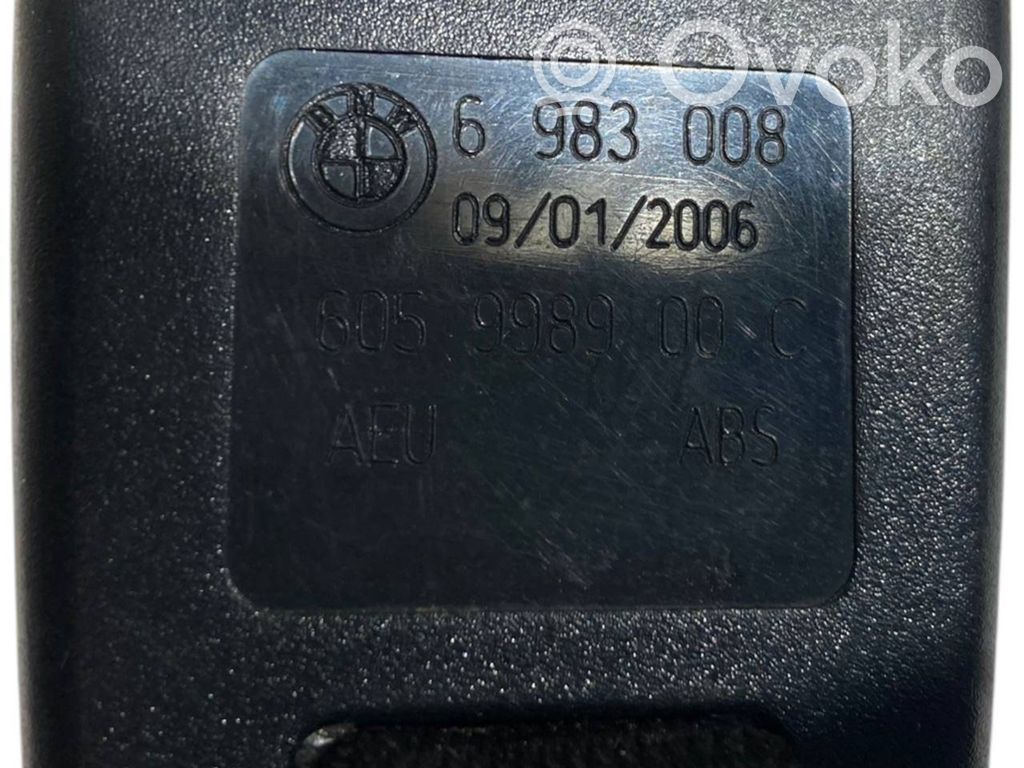 © Ovoko
BMW 6 983 008
09/01/2006
605 9989 00 C
AEU ABS